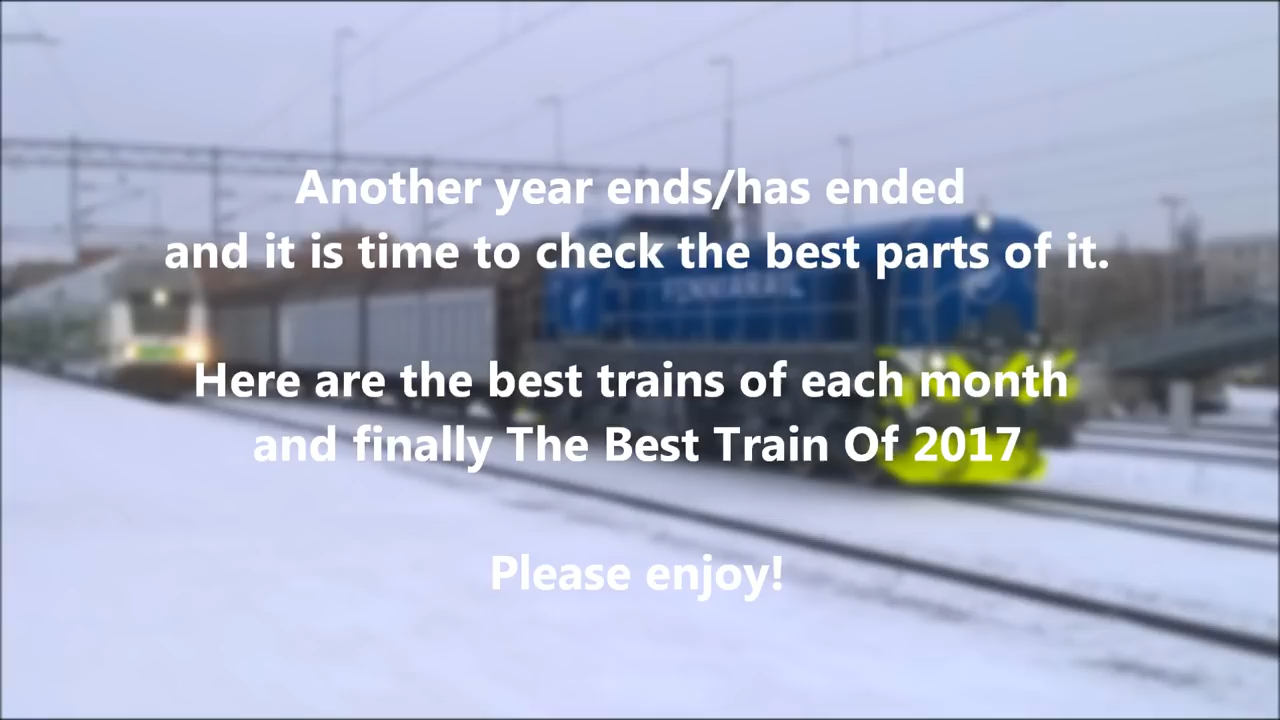 Another year ends/has ended
and it is time to check the best parts of it.
FENNIARAIL
Here are the best trains of each month
and finally The Best Train Of 2017
Please enjoy!